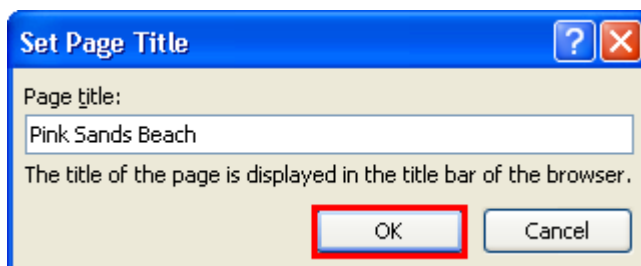 Set Page Title
?
Page title:
Pink Sands Beach
The title of the page is displayed in the title bar of the browser.
OK Cancel